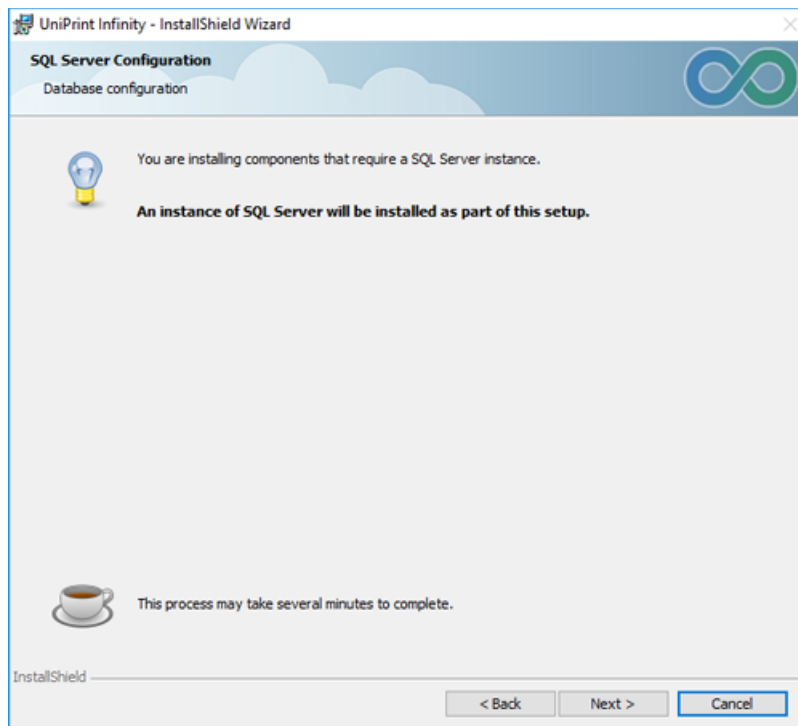 UniPrint Infinity - InstallShield Wizard
SQL Server Configuration
Database configuration
You are installing components that require a SQL Server instance.
An instance of SQL Server will be installed as part of this setup.
This process may take several minutes to complete.
InstallShield
< Back Next > Cancel